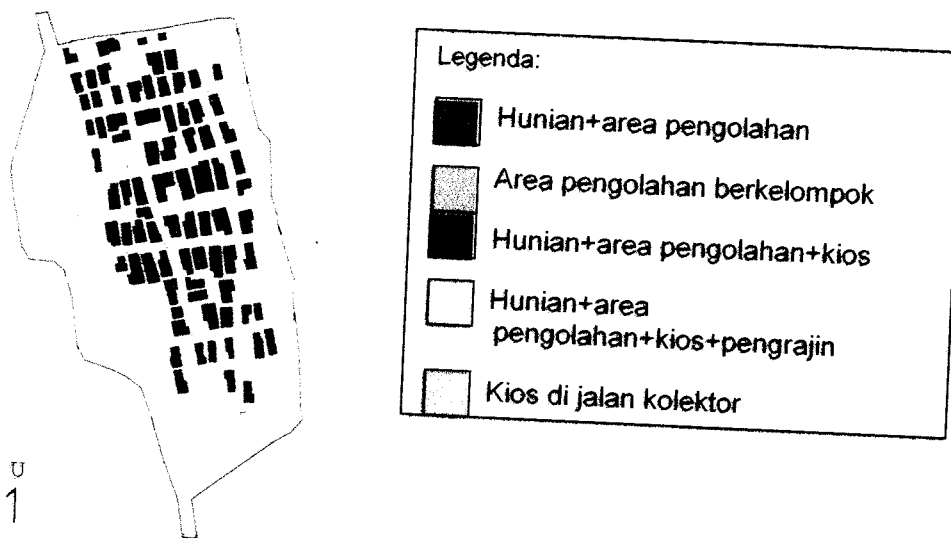 Legenda:
Hunian+area pengolahan
Area pengolahan berkelompok
Hunian+area pengolahan+kios
Hunian+area
pengolahan+kios+pengrajin
Kios di jalan kolektor
U
1